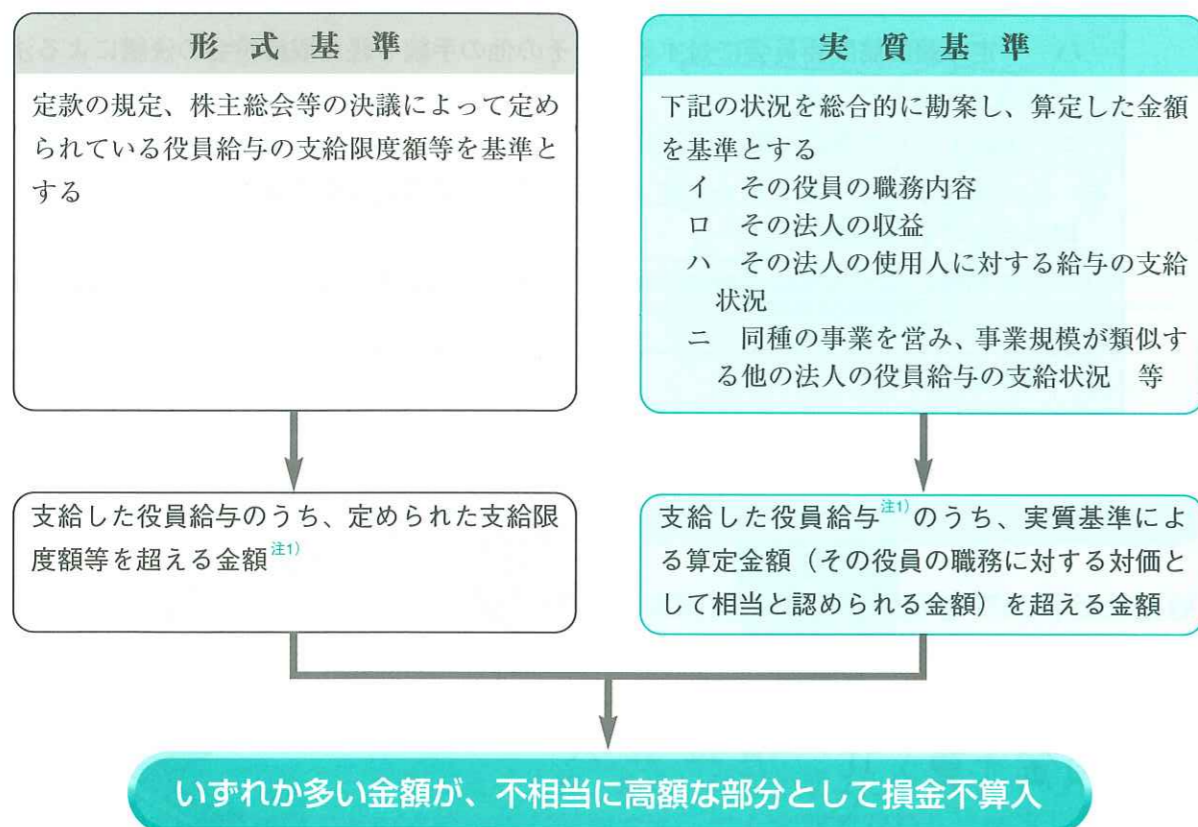 形式基準
定款の規定、株主総会等の決議によって定め
られている役員給与の支給限度額等を基準と
する
実質基準
下記の状況を総合的に勘案し、算定した金額
を基準とする
イ　その役員の職務内容
ロ　その法人の収益
ハ　その法人の使用人に対する給与の支給
状況
ニ　同種の事業を営み、事業規模が類似す
る他の法人の役員給与の支給状況　等
支給した役員給与のうち、定められた支給限
度額等を超える金額注1)
支給した役員給与注1)のうち、実質基準によ
る算定金額（その役員の職務に対する対価と
して相当と認められる金額）を超える金額
いずれか多い金額が、不相当に高額な部分として損金不算入